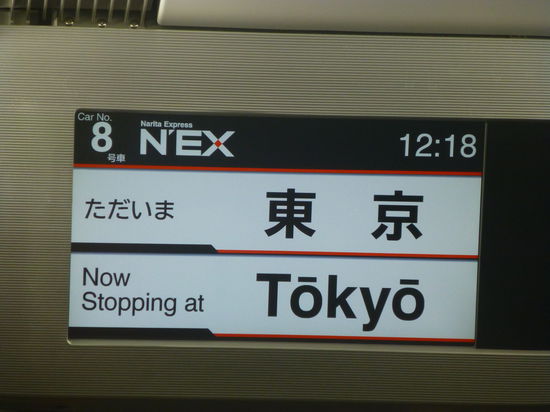 Car No.
8
号車
Narita Express
N'EX
12:18
ただいま
東京
Now
Stopping at
Tōkyō